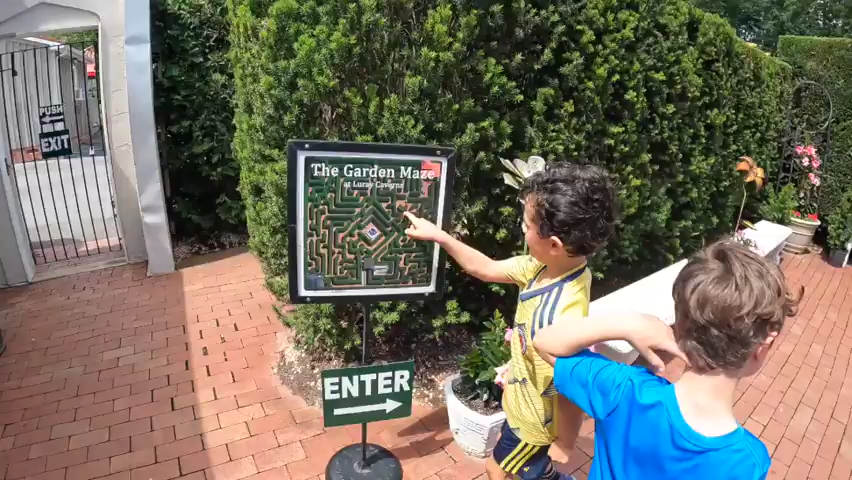 PUSH
EXIT
The Garden Maze
at Luray Caverns
ENTER